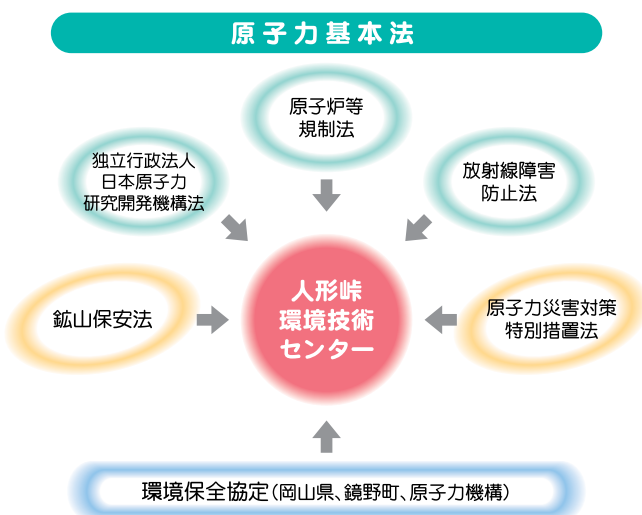 原子力基本法
原子炉等
規制法
独立行政法人
日本原子力
研究開発機構法
放射線障害
防止法
鉱山保安法
人形峠
環境技術
センター
原子力災害対策
特別措置法
環境保全協定(岡山県、鏡野町、原子力機構)